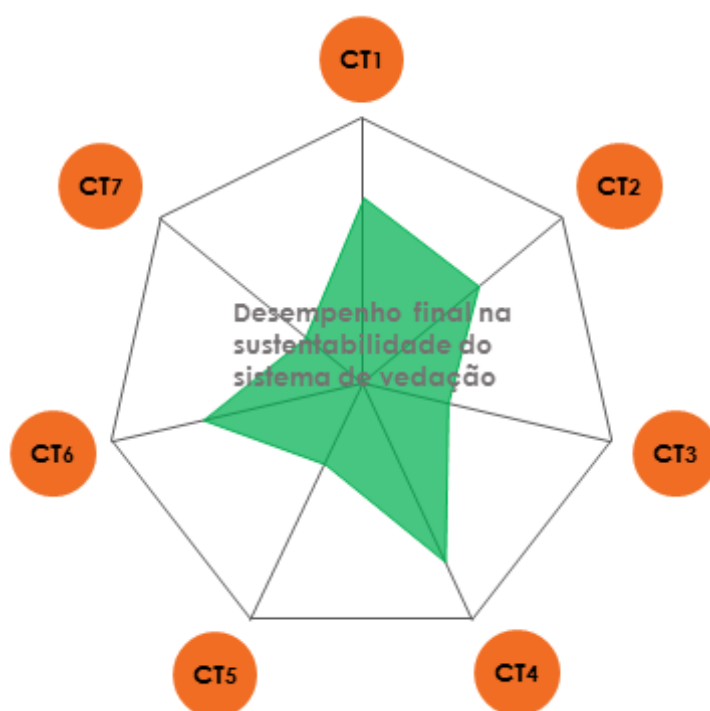 CT1
CT7
CT2
Desempenho final na
sustentabilidade do
sistema de vedação
CT6
CT3
CT5
CT4